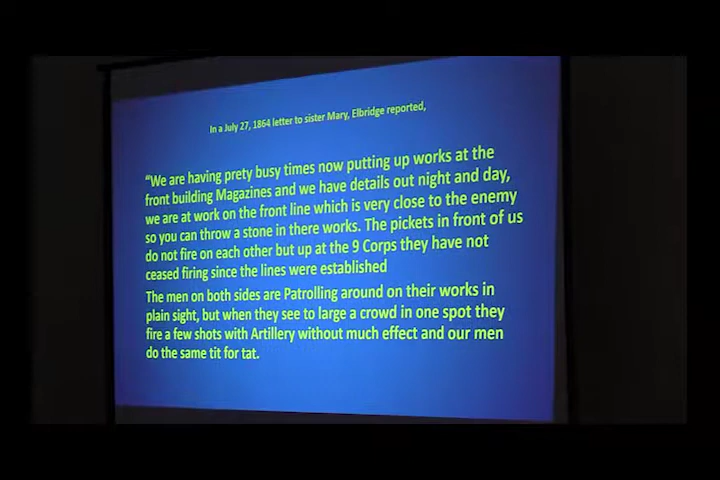 In a July 27, 1864 letter to sister Mary, Elbridge reported,
“We are having prety busy times now putting up works at the
front building Magazines and we have details out night and day,
we are at work on the front line which is very close to the enemy
so you can throw a stone in there works. The pickets in front of us
do not fire on each other but up at the 9 Corps they have not
ceased firing since the lines were established
The men on both sides are Patrolling around on their works in
plain sight, but when they see to large a crowd in one spot they
fire a few shots with Artillery without much effect and our men
do the same tit for tat.